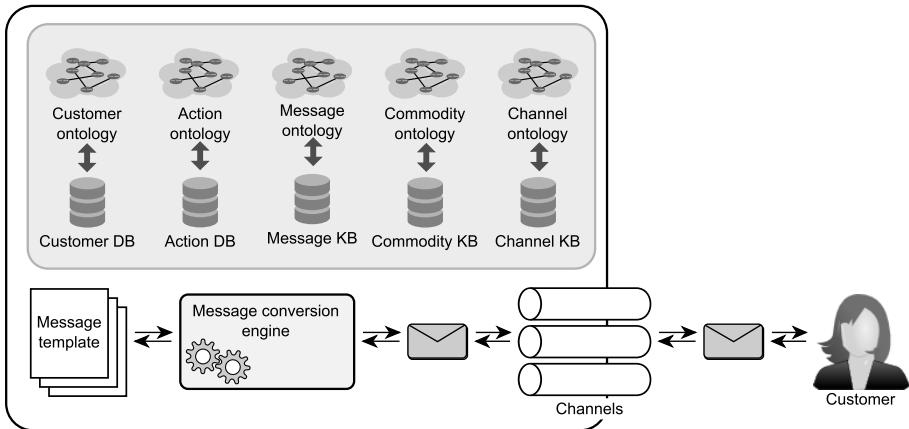 Customer
ontology
Action
ontology
Message
ontology
Commodity
ontology
Channel
ontology
Customer DB
Action DB
Message KB
Commodity KB
Channel KB
Message
template
Message conversion
engine
Channels
Customer